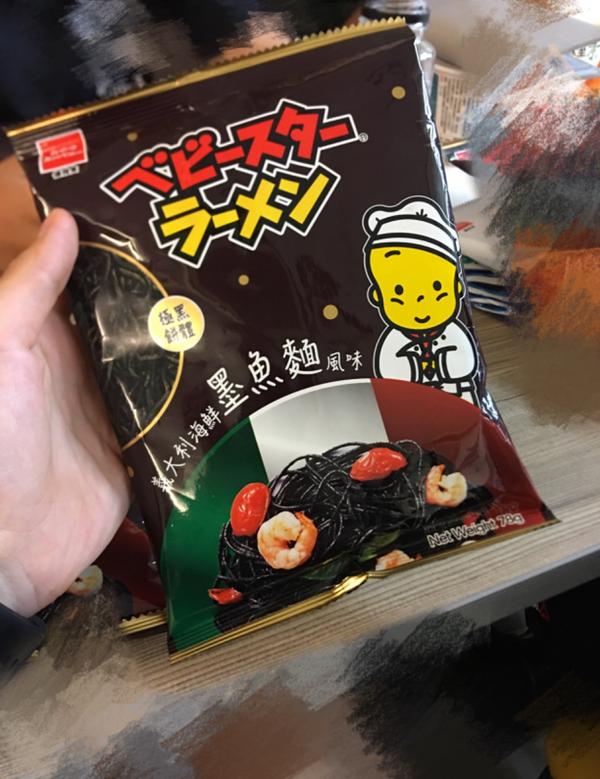 ベビースター
ラーメン
極黑
餅體
義大利海鮮墨魚麵風味
Net Weight 78g